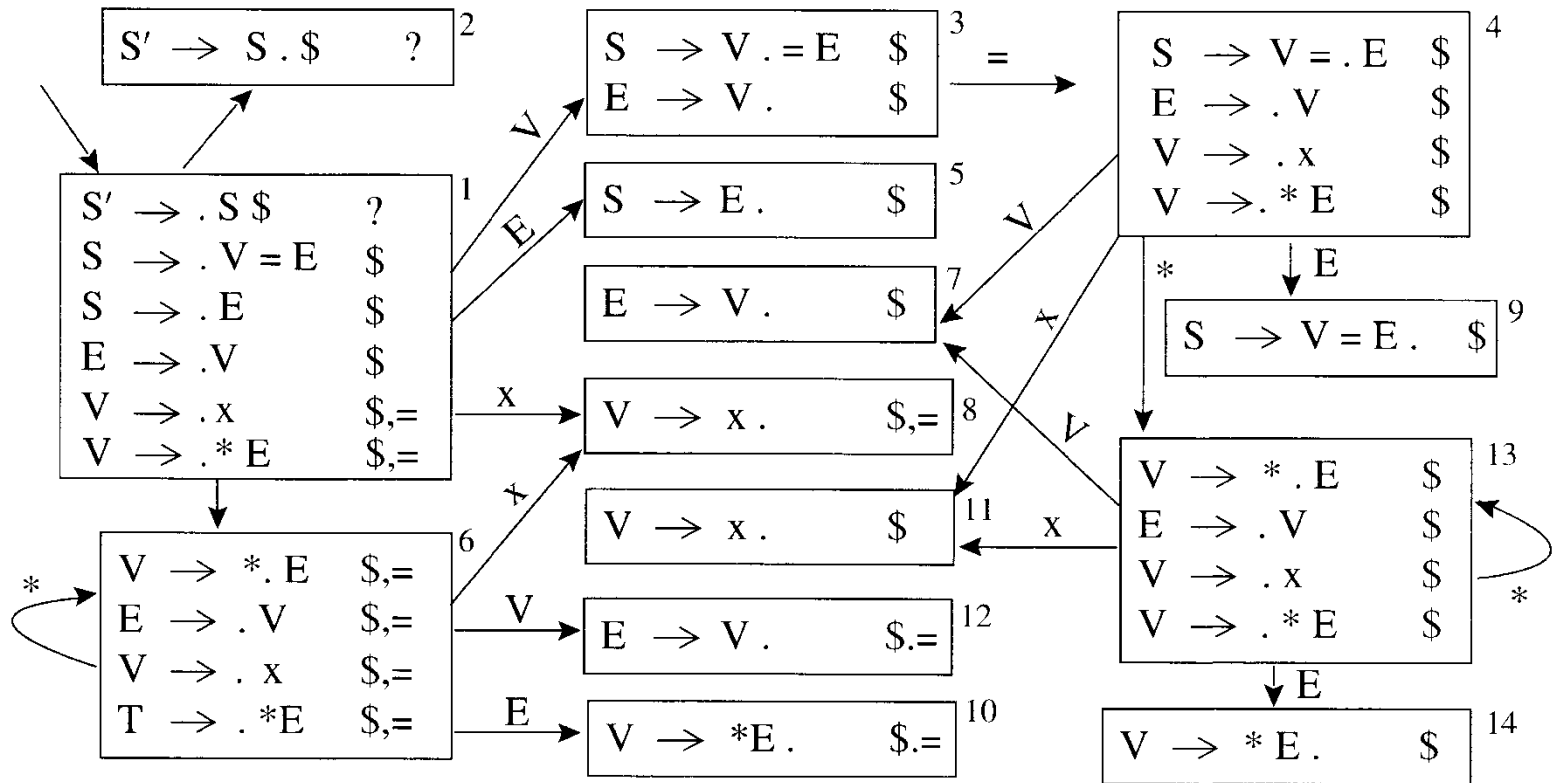 2
S′ → S . $ ?
1
S′ → . S $ ?
S → . V = E $
S → . E $
E → .V $
V → .x $,=
V → .* E $,=
6
V → *. E $,=
E → . V $,=
V → . x $,=
T → . *E $,=
*
V
E
x
x
V
E
3
S → V . = E $
E → V . $
=
5
S → E . $
7
E → V . $
8
V → x . $,=
11
V → x . $
12
E → V . $.=
10
V → *E . $.=
4
S → V = . E $
E → . V $
V → . x $
V → . * E $
V
x
*
E
9
S → V = E . $
V
x
13
V → * . E $
E → . V $
V → . x $
V → . * E $
*
E
14
V → * E . $